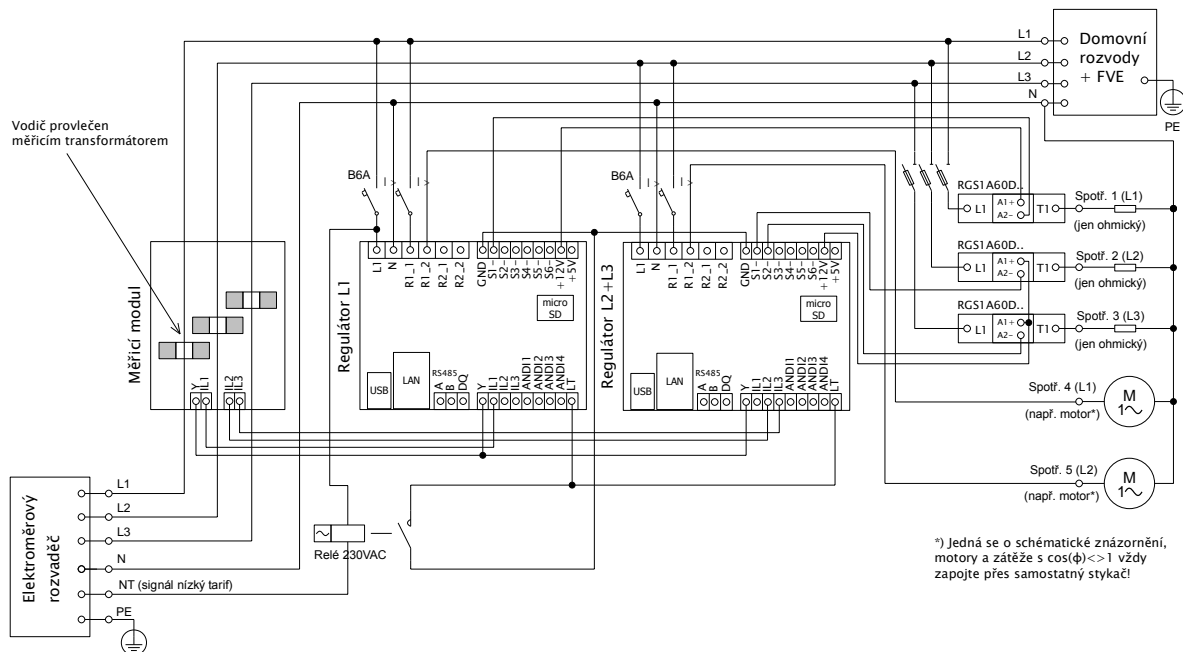 L1
L2
L3
N
Domovní
rozvody
+ FVE
PE
Vodič provlečen
měřicím transformátorem
B6A
I >
B6A
I >
RGS1A60D..
L1
A1+
A2-
T1
Spotř. 1 (L1)
(jen ohmický)
RGS1A60D..
L1
A1+
A2-
T1
Spotř. 2 (L2)
(jen ohmický)
RGS1A60D..
L1
A1+
A2-
T1
Spotř. 3 (L3)
(jen ohmický)
Měřicí modul
Y
IL1
IL2
IL3
Regulátor L1
L1
N
R1_1
R1_2
R2_1
R2_2
GND
S1-
S2-
S3-
S4-
S5-
S6-
+12V
+5V
micro
SD
USB
LAN
RS485
A
B
DQ
Y
IL1
IL2
IL3
ANDI1
ANDI2
ANDI3
ANDI4
LT
Regulátor L2+L3
L1
N
R1_1
R1_2
R2_1
R2_2
GND
S1-
S2-
S3-
S4-
S5-
S6-
+12V
+5V
micro
SD
USB
LAN
RS485
A
B
DQ
Y
IL1
IL2
IL3
ANDI1
ANDI2
ANDI3
ANDI4
LT
Spotř. 4 (L1)
(např. motor*)
M
1~
Spotř. 5 (L2)
(např. motor*)
M
1~
Elektroměrový
rozvaděč
L1
L2
L3
N
NT (signál nízký tarif)
PE
~
Relé 230VAC
*) Jedná se o schématické znázornění,
motory a zátěže s cos(ϕ)<>1 vždy
zapojte přes samostatný stykač!